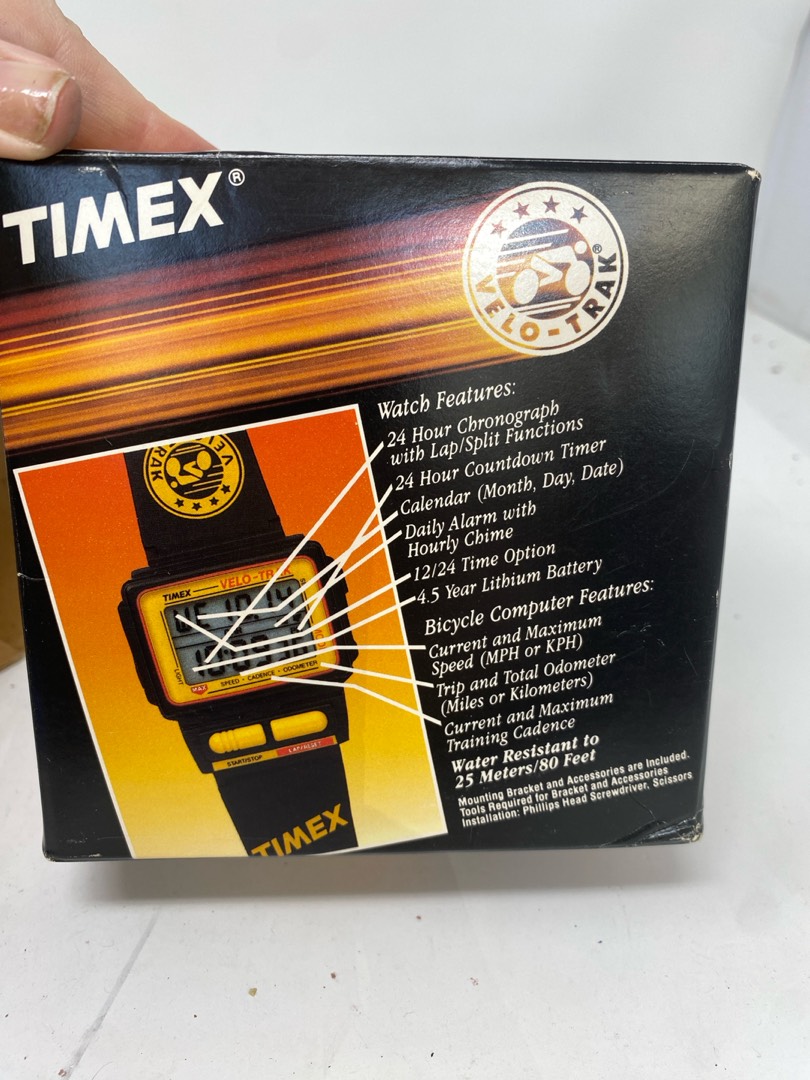 TIMEX®
VELO-TRAK®
Watch Features:
24 Hour Chronograph
with Lap/Split Functions
24 Hour Countdown Timer
Calendar (Month, Day, Date)
Daily Alarm with
Hourly Chime
12/24 Time Option
4.5 Year Lithium Battery
Bicycle Computer Features:
Current and Maximum
Speed (MPH or KPH)
Trip and Total Odometer
(Miles or Kilometers)
Current and Maximum
Training Cadence
Water Resistant to
25 Meters/80 Feet
Mounting Bracket and Accessories are Included.
Tools Required for Bracket and Accessories
Installation: Phillips Head Screwdriver, Scissors
TIMEX
LIGHT
MAX
SPEED - CADENCE - ODOMETER
START/STOP
LAP/RESET
TIMEX